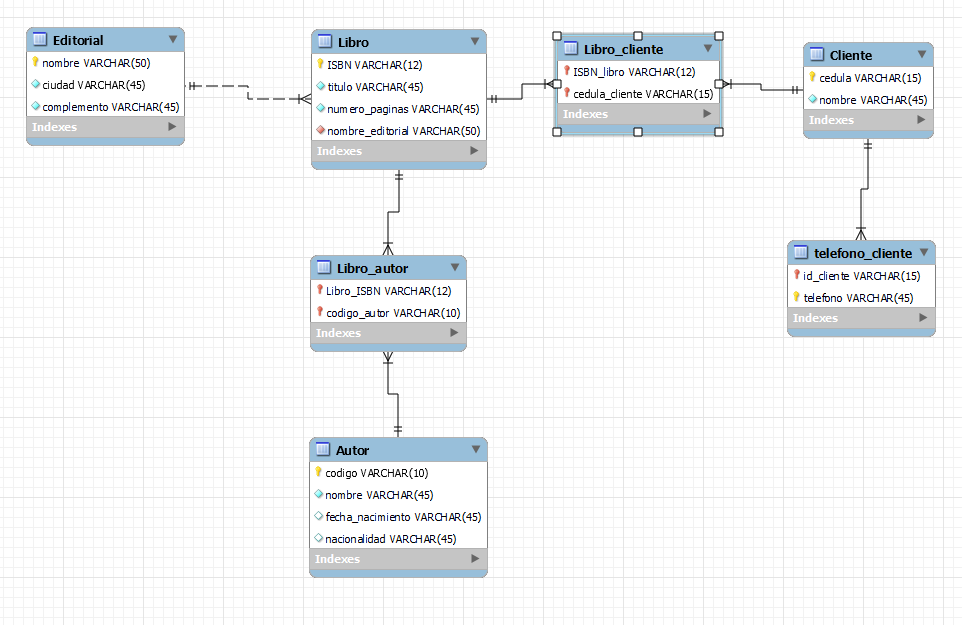 Editorial
nombre VARCHAR(50)
ciudad VARCHAR(45)
complemento VARCHAR(45)
Indexes
Libro
ISBN VARCHAR(12)
titulo VARCHAR(45)
numero_paginas VARCHAR(45)
nombre_editorial VARCHAR(50)
Indexes
Libro_cliente
ISBN_libro VARCHAR(12)
cedula_cliente VARCHAR(15)
Indexes
Cliente
cedula VARCHAR(15)
nombre VARCHAR(45)
Indexes
telefono_cliente
id_cliente VARCHAR(15)
telefono VARCHAR(45)
Indexes
Libro_autor
Libro_ISBN VARCHAR(12)
codigo_autor VARCHAR(10)
Indexes
Autor
codigo VARCHAR(10)
nombre VARCHAR(45)
fecha_nacimiento VARCHAR(45)
nacionalidad VARCHAR(45)
Indexes